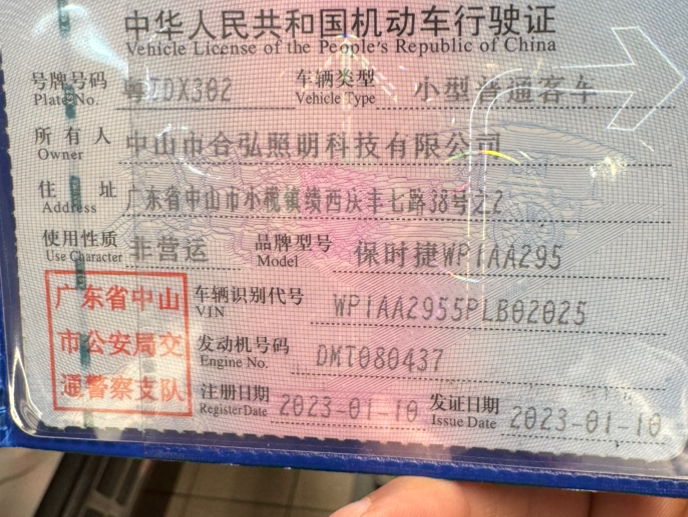 中华人民共和国机动车行驶证
Vehicle License of the People's Republic of China
号牌号码 粤TDX302 车辆类型 小型普通客车
Plate No. Vehicle Type
所有人 中山市合弘照明科技有限公司
Owner
住址 广东省中山市小榄镇绩西庆丰七路38号之2
Address
使用性质 非营运 品牌型号 保时捷WP1AA295
Use Character Model
广东省中山
市公安局交
通警察支队
车辆识别代号 WP1AA2955PLB02025
VIN
发动机号码 DMT080437
Engine No.
注册日期 2023-01-10 发证日期 2023-01-10
Register Date Issue Date